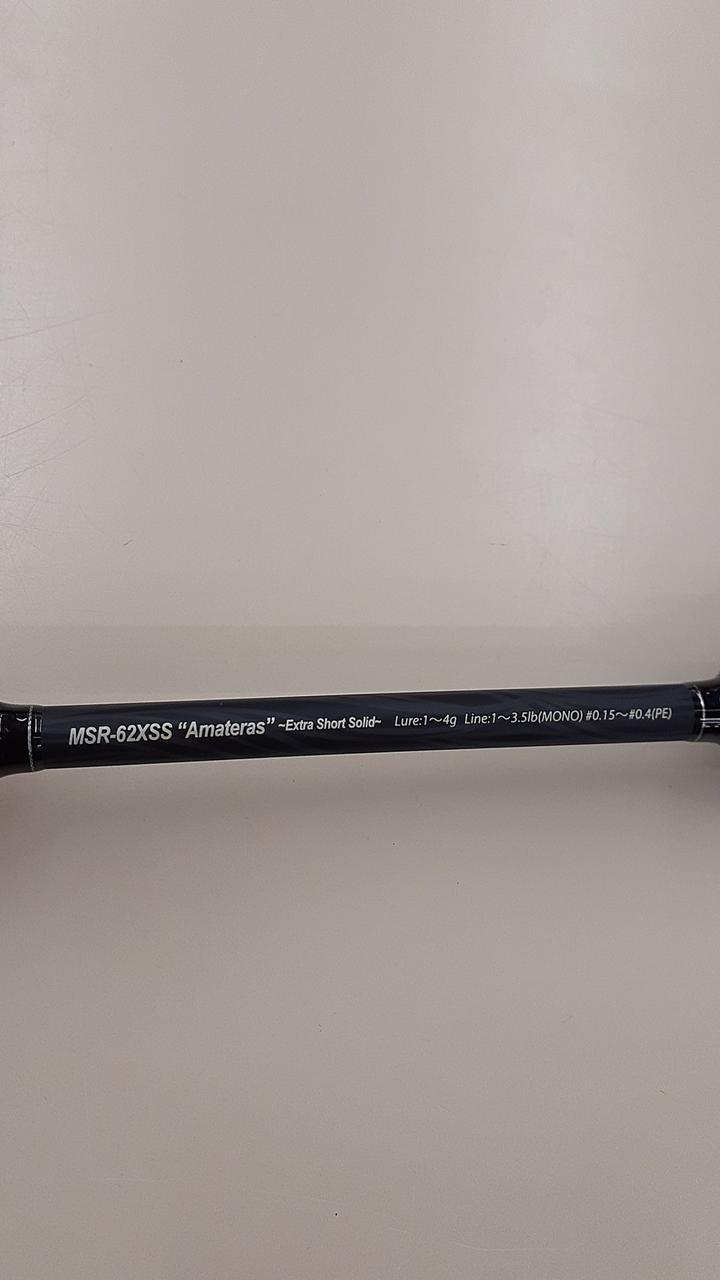 MSR-62XSS “Amateras” ~Extra Short Solid~ Lure:1〜4g Line:1〜3.5lb(MONO) #0.15〜#0.4(PE)